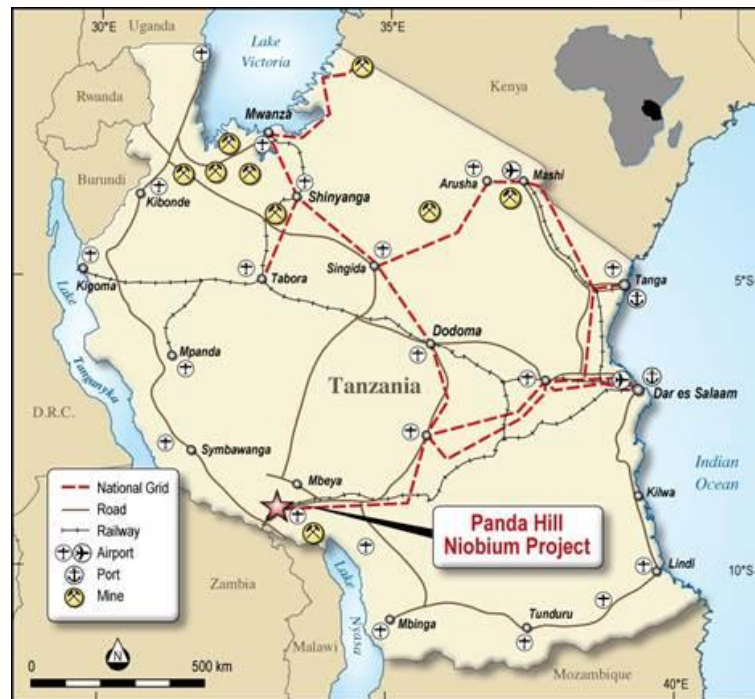 30°E
35°E
Lake
Victoria
Uganda
Kenya
Rwanda
Mwanza
Burundi
Arusha
Mashi
Kibonde
Shinyanga
Kigoma
Tabora
Singida
Tanga
5°S
Lake
Tanganyika
Mpanda
Dodoma
Tanzania
Dar es Salaam
D.R.C.
Symbawanga
Mbeya
Indian
Ocean
Kilwa
National Grid
Road
Railway
Airport
Port
Mine
Panda Hill
Niobium Project
Lindi
10°S
Zambia
Lake
Nyasa
Mbinga
Tunduru
Malawi
Mozambique
N
0
500 km
40°E